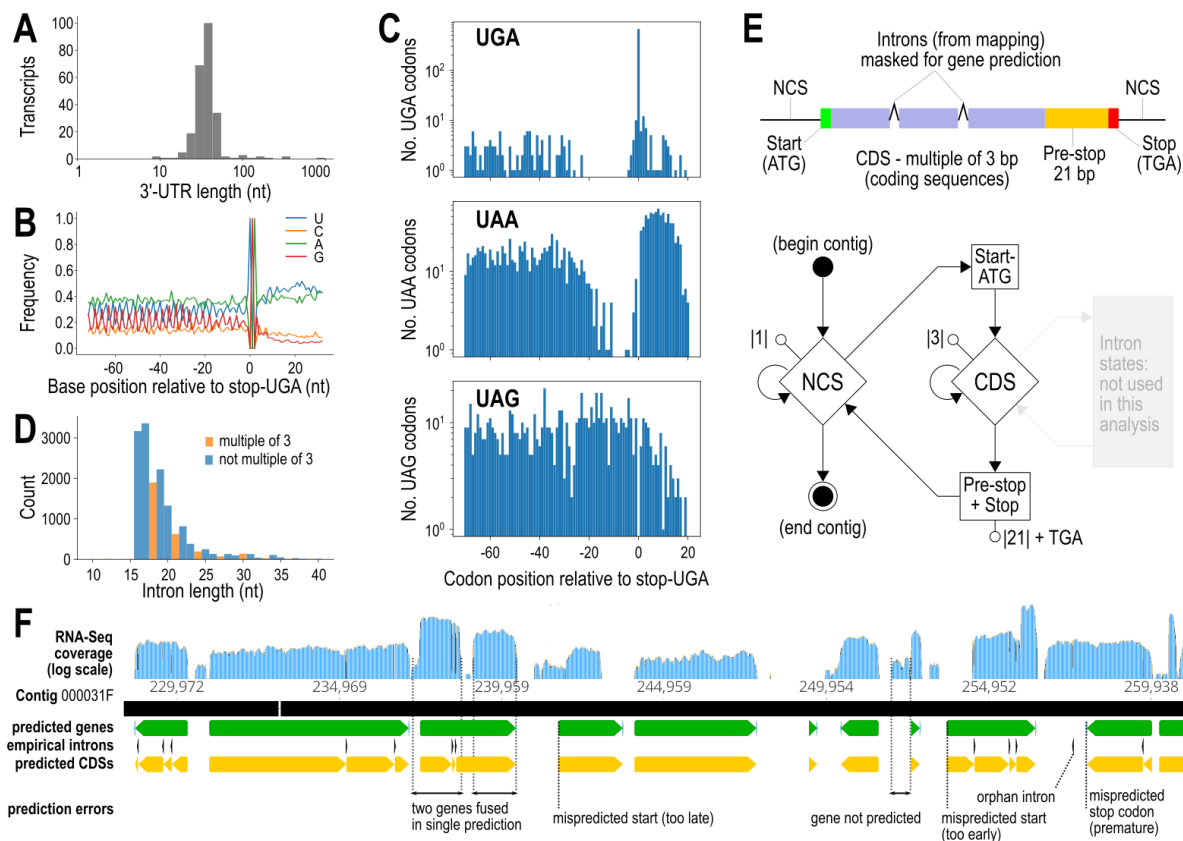 A
Transcripts
100
80
60
40
20
0
1
10
100
1000
3'-UTR length (nt)
B
U
C
A
G
Frequency
1.0
0.8
0.6
0.4
0.2
0.0
-60
-40
-20
0
20
Base position relative to stop-UGA (nt)
D
multiple of 3
not multiple of 3
Count
3000
2000
1000
0
10
15
20
25
30
35
40
Intron length (nt)
C
UGA
No. UGA codons
10²
10¹
10⁰
UAA
No. UAA codons
10¹
10⁰
UAG
No. UAG codons
10¹
10⁰
-60
-40
-20
0
20
Codon position relative to stop-UGA
E
Introns (from mapping)
masked for gene prediction
NCS
NCS
Start
(ATG)
CDS - multiple of 3 bp
(coding sequences)
Pre-stop
21 bp
Stop
(TGA)
(begin contig)
Start-
ATG
|1|
|3|
NCS
CDS
Intron
states:
not used
in this
analysis
Pre-stop
+ Stop
(end contig)
|21| + TGA
F
RNA-Seq
coverage
(log scale)
229,972
234,969
239,959
244,959
249,954
254,952
259,938
Contig 000031F
predicted genes
empirical introns
predicted CDSs
prediction errors
two genes fused
in single prediction
mispredicted start (too late)
gene not predicted
orphan intron
mispredicted start
(too early)
mispredicted
stop codon
(premature)